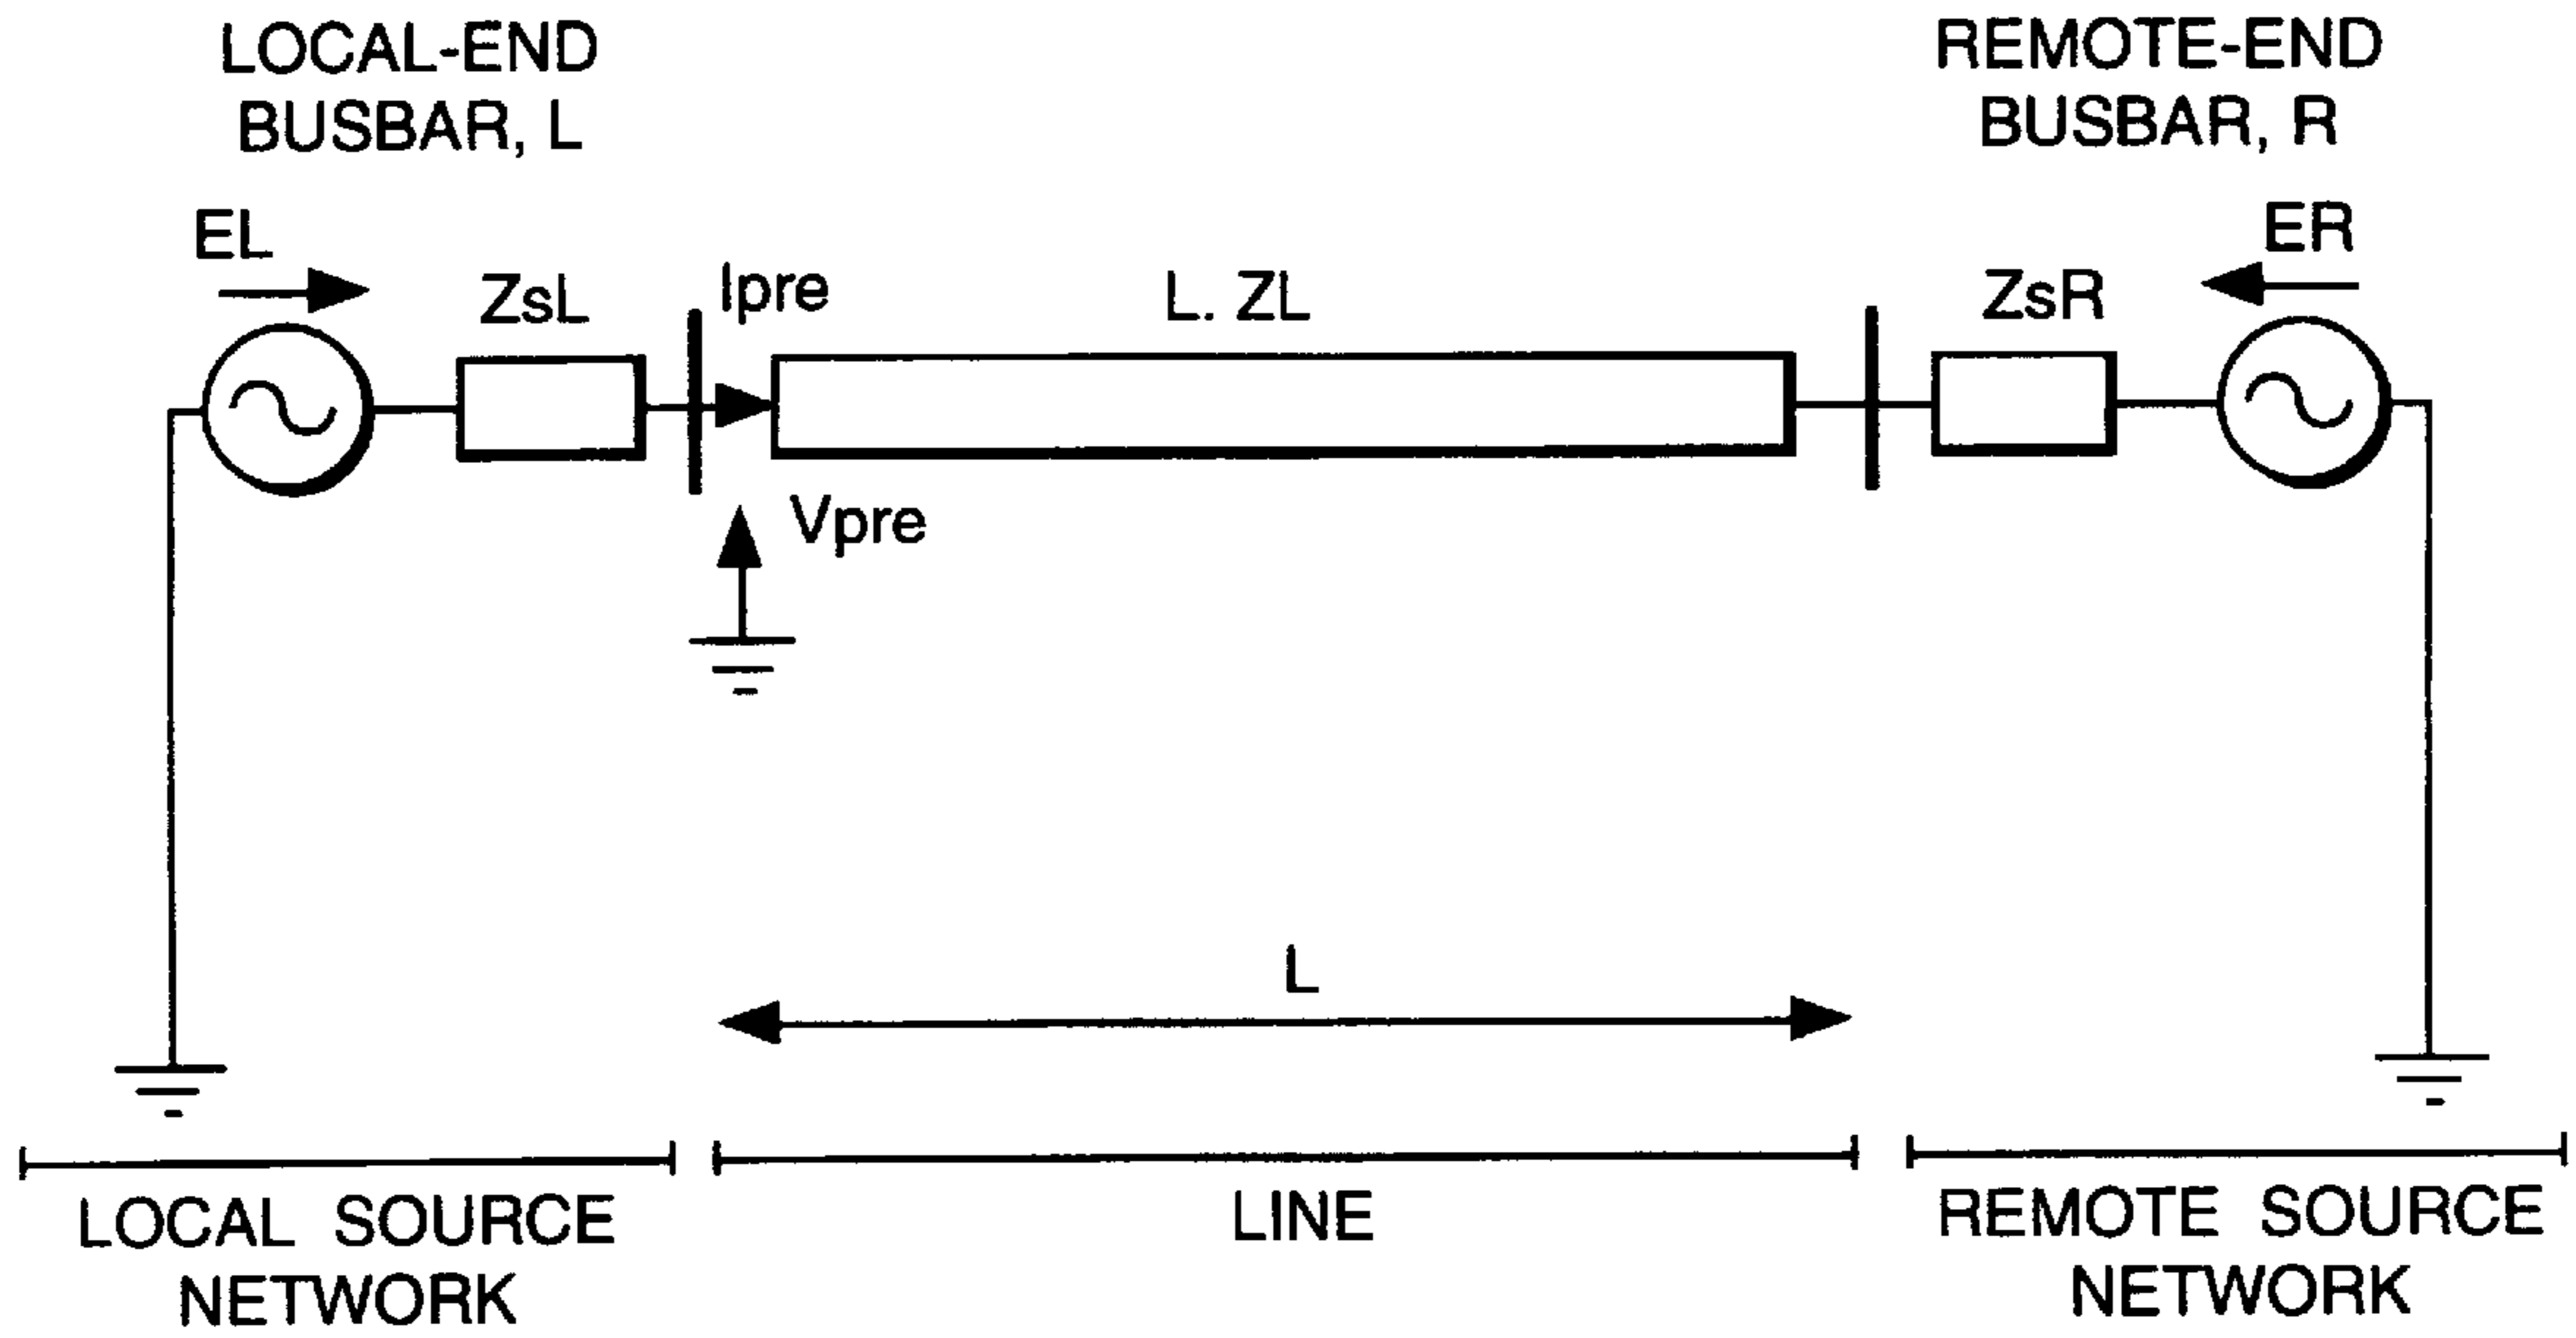 LOCAL-END
BUSBAR, L
REMOTE-END
BUSBAR, R
EL
ER
ZsL
Ipre
L. ZL
ZsR
Vpre
L
LOCAL SOURCE
NETWORK
LINE
REMOTE SOURCE
NETWORK